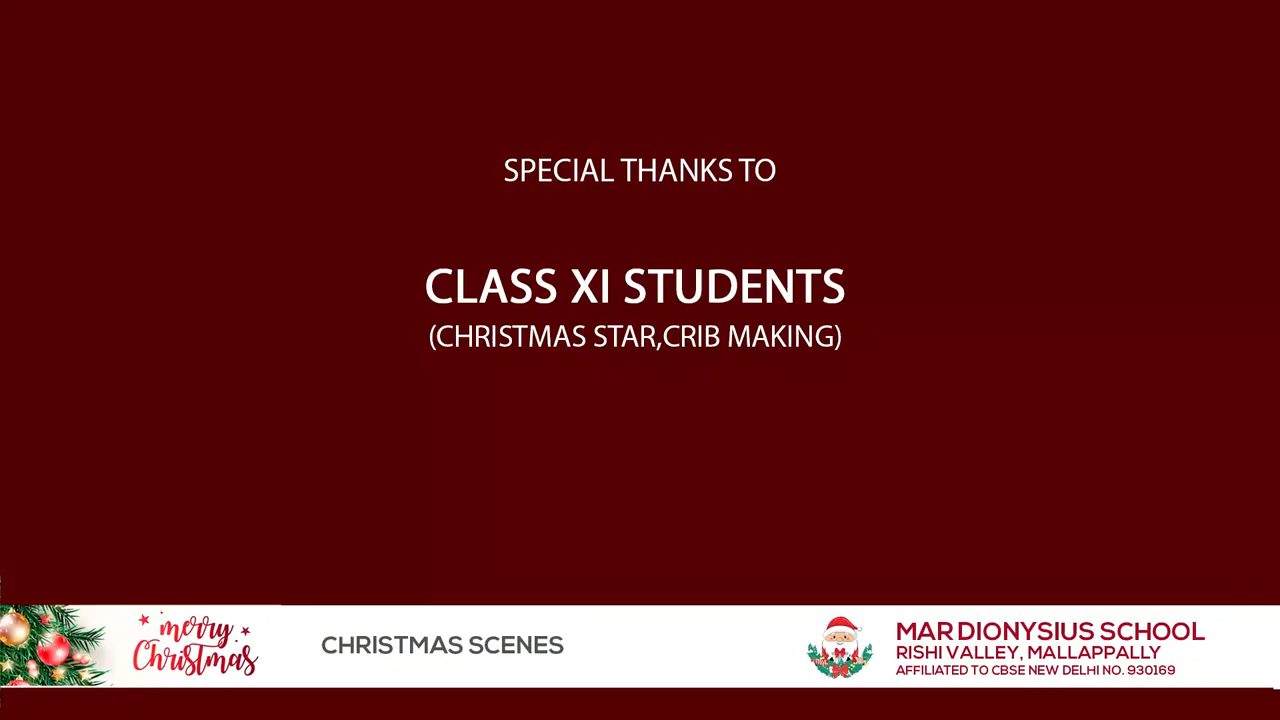 SPECIAL THANKS TO
CLASS XI STUDENTS
(CHRISTMAS STAR,CRIB MAKING)
merry
Christmas
CHRISTMAS SCENES
MAR DIONYSIUS SCHOOL
RISHI VALLEY, MALLAPPALLY
AFFILIATED TO CBSE NEW DELHI NO. 930169